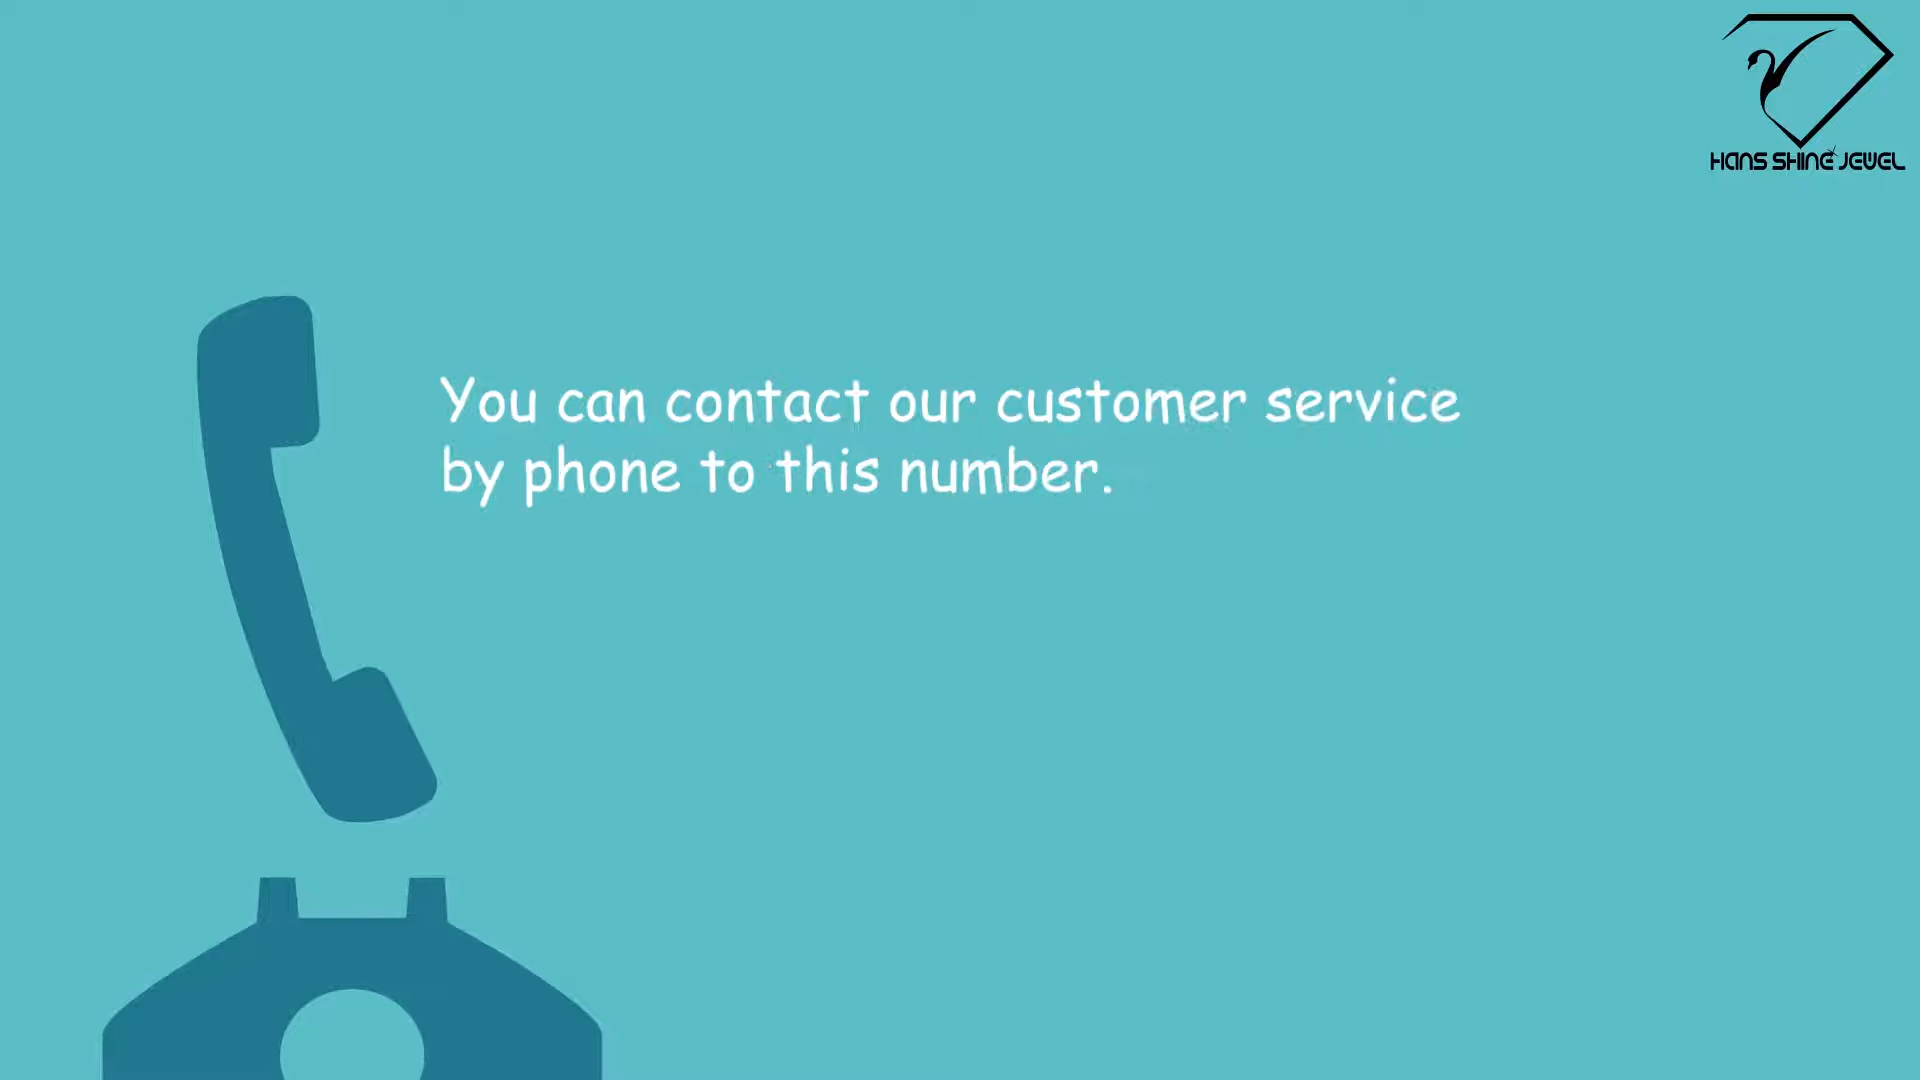 HANS SHINE JEWEL
You can contact our customer service
by phone to this number.